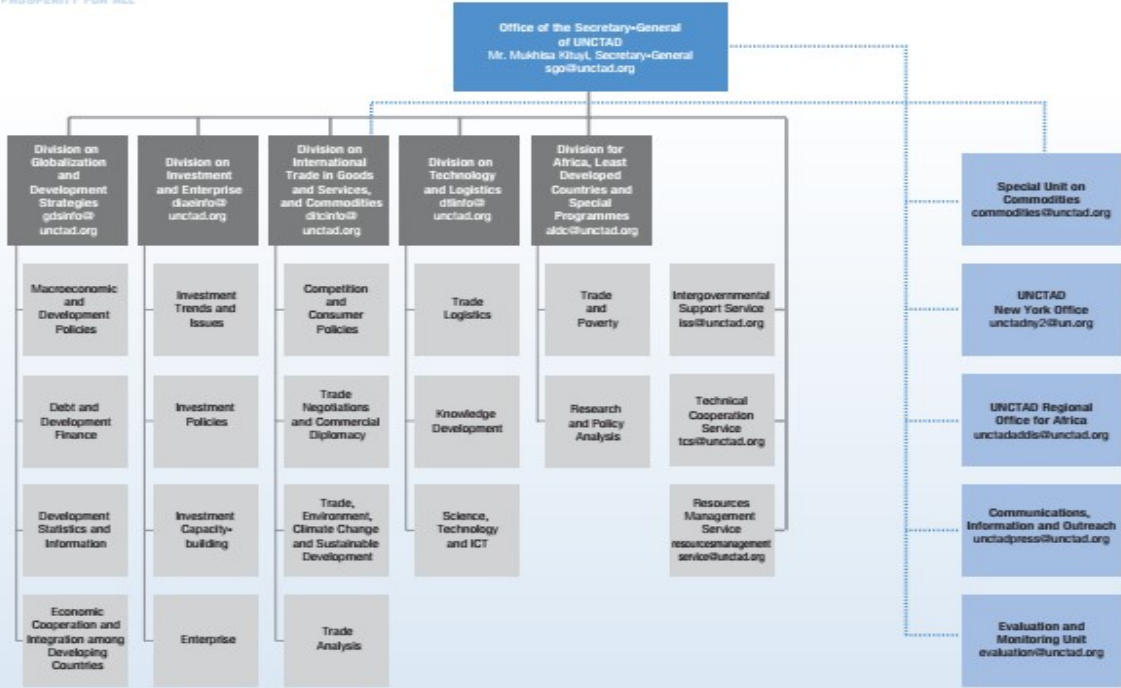 PROSPERITY FOR ALL
Office of the Secretary-General
of UNCTAD
Mr. Mukhisa Kituyi, Secretary-General
sgo@unctad.org
Division on
Globalization
and
Development
Strategies
gdsinfo@
unctad.org
Division on
Investment
and Enterprise
diaeinfo@
unctad.org
Division on
International
Trade in Goods
and Services,
and Commodities
ditcinfo@
unctad.org
Division on
Technology
and Logistics
dtlinfo@
unctad.org
Division for
Africa, Least
Developed
Countries and
Special
Programmes
aldc@unctad.org
Special Unit on
Commodities
commodities@unctad.org
Macroeconomic
and
Development
Policies
Investment
Trends and
Issues
Competition
and
Consumer
Policies
Trade
Logistics
Trade
and
Poverty
Intergovernmental
Support Service
iss@unctad.org
UNCTAD
New York Office
unctadny2@un.org
Debt and
Development
Finance
Investment
Policies
Trade
Negotiations
and Commercial
Diplomacy
Knowledge
Development
Research
and Policy
Analysis
Technical
Cooperation
Service
tcs@unctad.org
UNCTAD Regional
Office for Africa
unctadaddis@unctad.org
Development
Statistics and
Information
Investment
Capacity-
building
Trade,
Environment,
Climate Change
and Sustainable
Development
Science,
Technology
and ICT
Resources
Management
Service
resourcesmanagement
service@unctad.org
Communications,
Information and Outreach
unctadpress@unctad.org
Economic
Cooperation and
Integration among
Developing
Countries
Enterprise
Trade
Analysis
Evaluation and
Monitoring Unit
evaluation@unctad.org